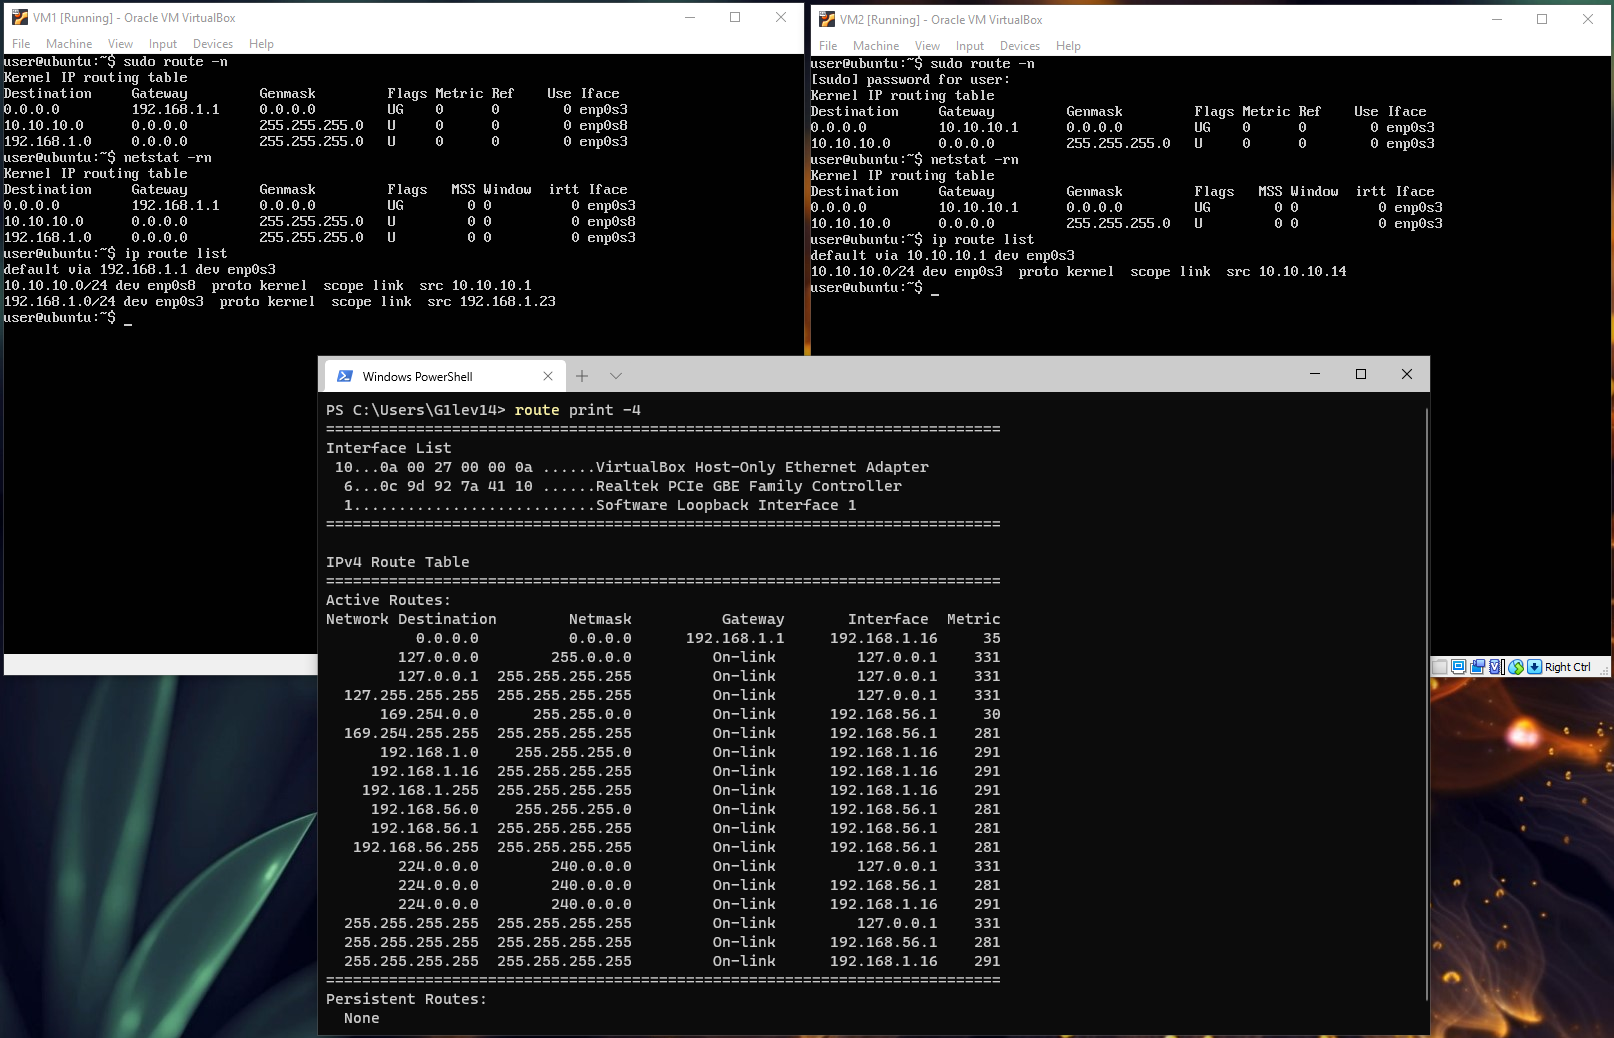 VM1 [Running] - Oracle VM VirtualBox
File Machine View Input Devices Help
user@ubuntu:~$ sudo route -n
Kernel IP routing table
Destination Gateway Genmask Flags Metric Ref Use Iface
0.0.0.0 192.168.1.1 0.0.0.0 UG 0 0 0 enp0s3
10.10.10.0 0.0.0.0 255.255.255.0 U 0 0 0 enp0s8
192.168.1.0 0.0.0.0 255.255.255.0 U 0 0 0 enp0s3
user@ubuntu:~$ netstat -rn
Kernel IP routing table
Destination Gateway Genmask Flags MSS Window irtt Iface
0.0.0.0 192.168.1.1 0.0.0.0 UG 0 0 0 enp0s3
10.10.10.0 0.0.0.0 255.255.255.0 U 0 0 0 enp0s8
192.168.1.0 0.0.0.0 255.255.255.0 U 0 0 0 enp0s3
user@ubuntu:~$ ip route list
default via 192.168.1.1 dev enp0s3
10.10.10.0/24 dev enp0s8 proto kernel scope link src 10.10.10.1
192.168.1.0/24 dev enp0s3 proto kernel scope link src 192.168.1.23
user@ubuntu:~$ _
VM2 [Running] - Oracle VM VirtualBox
File Machine View Input Devices Help
user@ubuntu:~$ sudo route -n
[sudo] password for user:
Kernel IP routing table
Destination Gateway Genmask Flags Metric Ref Use Iface
0.0.0.0 10.10.10.1 0.0.0.0 UG 0 0 0 enp0s3
10.10.10.0 0.0.0.0 255.255.255.0 U 0 0 0 enp0s3
user@ubuntu:~$ netstat -rn
Kernel IP routing table
Destination Gateway Genmask Flags MSS Window irtt Iface
0.0.0.0 10.10.10.1 0.0.0.0 UG 0 0 0 enp0s3
10.10.10.0 0.0.0.0 255.255.255.0 U 0 0 0 enp0s3
user@ubuntu:~$ ip route list
default via 10.10.10.1 dev enp0s3
10.10.10.0/24 dev enp0s3 proto kernel scope link src 10.10.10.14
user@ubuntu:~$ _
Right Ctrl
Windows PowerShell
PS C:\Users\G1lev14> route print -4
===========================================================================
Interface List
10...0a 00 27 00 00 0a ......VirtualBox Host-Only Ethernet Adapter
6...0c 9d 92 7a 41 10 ......Realtek PCIe GBE Family Controller
1...........................Software Loopback Interface 1
===========================================================================
IPv4 Route Table
===========================================================================
Active Routes:
Network Destination Netmask Gateway Interface Metric
0.0.0.0 0.0.0.0 192.168.1.1 192.168.1.16 35
127.0.0.0 255.0.0.0 On-link 127.0.0.1 331
127.0.0.1 255.255.255.255 On-link 127.0.0.1 331
127.255.255.255 255.255.255.255 On-link 127.0.0.1 331
169.254.0.0 255.255.0.0 On-link 192.168.56.1 30
169.254.255.255 255.255.255.255 On-link 192.168.56.1 281
192.168.1.0 255.255.255.0 On-link 192.168.1.16 291
192.168.1.16 255.255.255.255 On-link 192.168.1.16 291
192.168.1.255 255.255.255.255 On-link 192.168.1.16 291
192.168.56.0 255.255.255.0 On-link 192.168.56.1 281
192.168.56.1 255.255.255.255 On-link 192.168.56.1 281
192.168.56.255 255.255.255.255 On-link 192.168.56.1 281
224.0.0.0 240.0.0.0 On-link 127.0.0.1 331
224.0.0.0 240.0.0.0 On-link 192.168.56.1 281
224.0.0.0 240.0.0.0 On-link 192.168.1.16 291
255.255.255.255 255.255.255.255 On-link 127.0.0.1 331
255.255.255.255 255.255.255.255 On-link 192.168.56.1 281
255.255.255.255 255.255.255.255 On-link 192.168.1.16 291
===========================================================================
Persistent Routes:
None